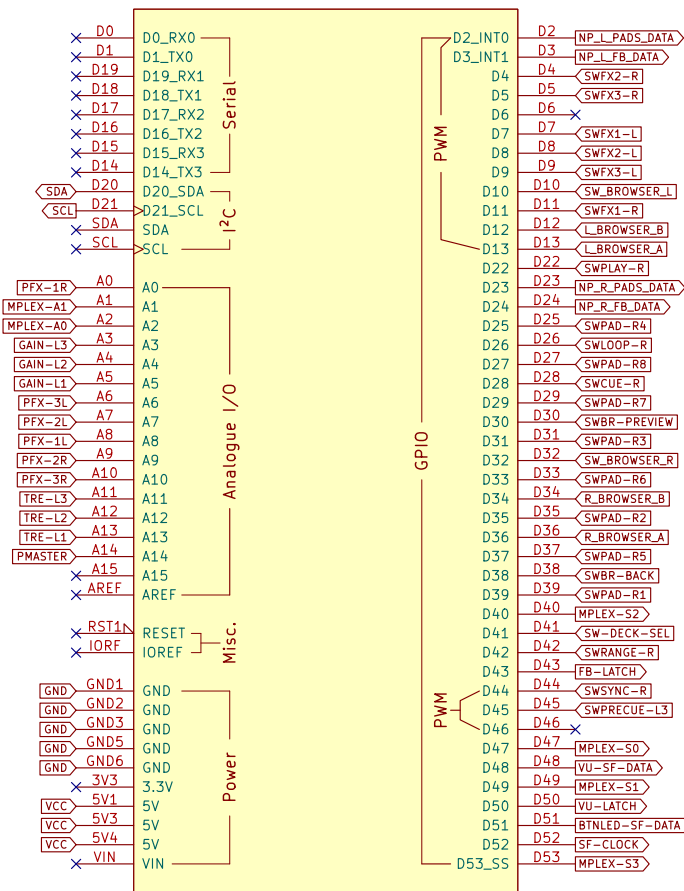 D0 D0_RX0
D1 D1_TX0
D19 D19_RX1
D18 D18_TX1
D17 D17_RX2
D16 D16_TX2
D15 D15_RX3
D14 D14_TX3
Serial
SDA D20 D20_SDA
SCL D21 D21_SCL
SDA SDA
SCL SCL
I²C
PFX-1R A0 A0
MPLEX-A1 A1 A1
MPLEX-A0 A2 A2
GAIN-L3 A3 A3
GAIN-L2 A4 A4
GAIN-L1 A5 A5
PFX-3L A6 A6
PFX-2L A7 A7
PFX-1L A8 A8
PFX-2R A9 A9
PFX-3R A10 A10
TRE-L3 A11 A11
TRE-L2 A12 A12
TRE-L1 A13 A13
PMASTER A14 A14
A15 A15
AREF AREF
Analogue I/O
RST1 RESET
IORF IOREF
Misc.
GND GND1 GND
GND GND2 GND
GND GND3 GND
GND GND5 GND
GND GND6 GND
3V3 3.3V
VCC 5V1 5V
VCC 5V3 5V
VCC 5V4 5V
VIN VIN
Power
D2_INT0 D2 NP_L_PADS_DATA
D3_INT1 D3 NP_L_FB_DATA
D4 D4 SWFX2-R
D5 D5 SWFX3-R
D6 D6
D7 D7 SWFX1-L
D8 D8 SWFX2-L
D9 D9 SWFX3-L
D10 D10 SW_BROWSER_L
D11 D11 SWFX1-R
D12 D12 L_BROWSER_B
D13 D13 L_BROWSER_A
PWM
D22 D22 SWPLAY-R
D23 D23 NP_R_PADS_DATA
D24 D24 NP_R_FB_DATA
D25 D25 SWPAD-R4
D26 D26 SWLOOP-R
D27 D27 SWPAD-R8
D28 D28 SWCUE-R
D29 D29 SWPAD-R7
D30 D30 SWBR-PREVIEW
D31 D31 SWPAD-R3
D32 D32 SW_BROWSER_R
D33 D33 SWPAD-R6
D34 D34 R_BROWSER_B
D35 D35 SWPAD-R2
D36 D36 R_BROWSER_A
D37 D37 SWPAD-R5
D38 D38 SWBR-BACK
D39 D39 SWPAD-R1
D40 D40 MPLEX-S2
D41 D41 SW-DECK-SEL
D42 D42 SWRANGE-R
D43 D43 FB-LATCH
D44 D44 SWSYNC-R
D45 D45 SWPRECUE-L3
D46 D46
PWM
D47 D47 MPLEX-S0
D48 D48 VU-SF-DATA
D49 D49 MPLEX-S1
D50 D50 VU-LATCH
D51 D51 BTNLED-SF-DATA
D52 D52 SF-CLOCK
D53_SS D53 MPLEX-S3
GPIO